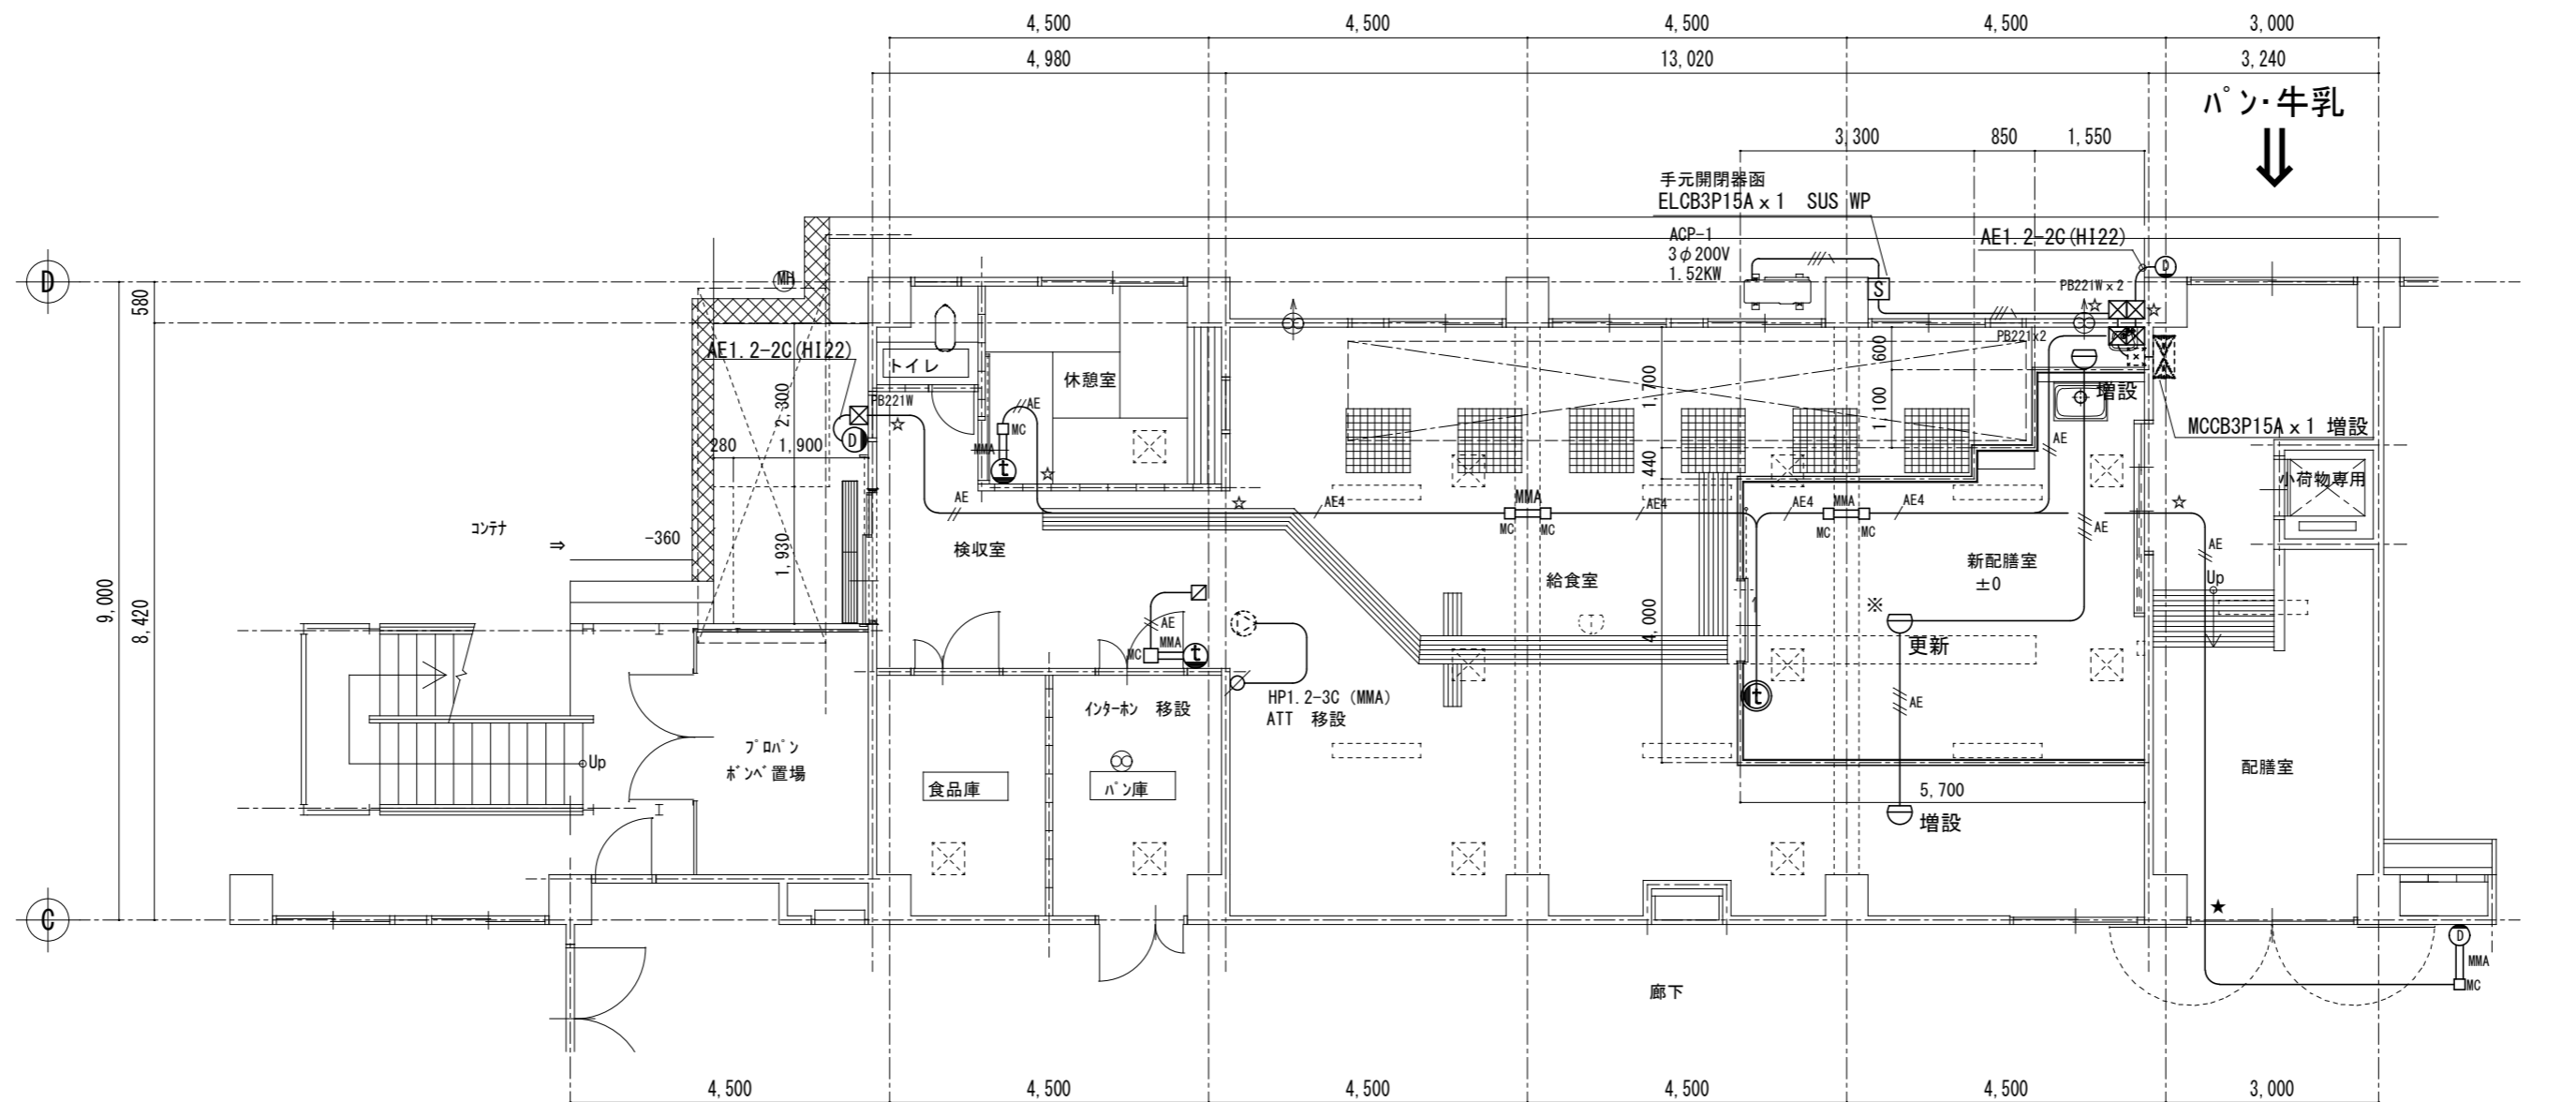 4,500
4,500
4,500
4,500
3,000
4,980
13,020
3,240
パン・牛乳
⇓
3,300
850
1,550
手元開閉器函
ELCB3P15A x 1 SUS WP
ACP-1
3φ200V
1.52KW
AE1.2-2C(HI22)
D
D
MH
S
PB221W x 2
☆
☆
580
PB221x2
AE1.2-2C(HI22)
トイレ
休憩室
600
1,700
1,100
増設
2,300
PB221W
☆
AE
MC
MMA
t
☆
D
280
1,900
MCCB3P15A x 1 増設
AE
440
小荷物専用
AE
☆
AE4
MMA
MC
MC
AE4
AE4
MMA
MC
MC
AE4
AE
☆
コンテナ
⇒
-360
1,930
検収室
給食室
新配膳室
±0
AE
Up
9,000
8,420
※
4,000
AE
MMA
MC
t
更新
HP1.2-3C (MMA)
ATT 移設
インターホン 移設
t
AE
プロパン
ボンベ置場
Up
食品庫
パン庫
5,700
増設
配膳室
C
★
D
MMA
MC
廊下
4,500
4,500
4,500
4,500
4,500
3,000